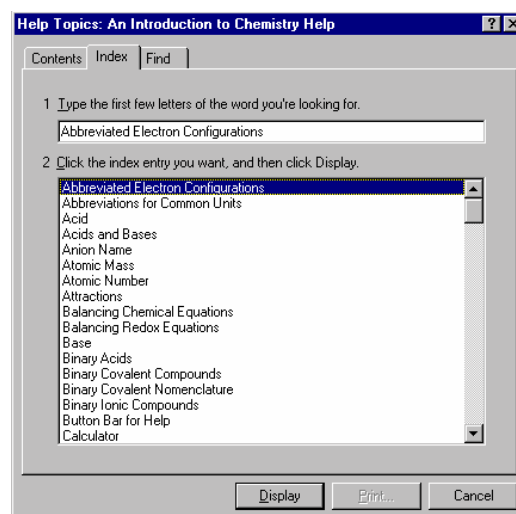 Help Topics: An Introduction to Chemistry Help
Contents Index Find
1 Type the first few letters of the word you're looking for.
Abbreviated Electron Configurations
2 Click the index entry you want, and then click Display.
Abbreviated Electron Configurations
Abbreviations for Common Units
Acid
Acids and Bases
Anion Name
Atomic Mass
Atomic Number
Attractions
Balancing Chemical Equations
Balancing Redox Equations
Base
Binary Acids
Binary Covalent Compounds
Binary Covalent Nomenclature
Binary Ionic Compounds
Button Bar for Help
Calculator
Display Print... Cancel